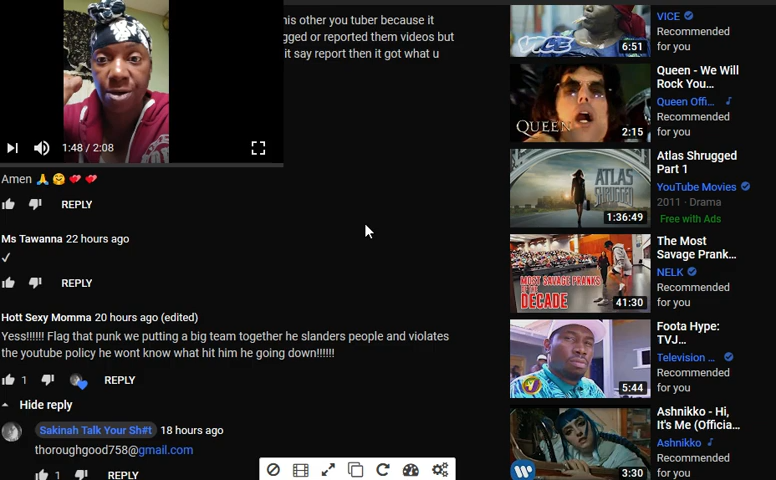 his other you tuber because it
gged or reported them videos but
it say report then it got what u
1:48 / 2:08
Amen 🙏 🤗 💕 💕
REPLY
Ms Tawanna 22 hours ago
✓
REPLY
Hott Sexy Momma 20 hours ago (edited)
Yess!!!!!! Flag that punk we putting a big team together he slanders people and violates
the youtube policy he wont know what hit him he going down!!!!!!
1
REPLY
Hide reply
Sakinah Talk Your Sh#t 18 hours ago
thoroughgood758@gmail.com
1
REPLY
VICE
6:51
VICE
Recommended
for you
QUEEN
2:15
Queen - We Will
Rock You…
Queen Offi…
Recommended
for you
ATLAS
SHRUGGED
1:36:49
Atlas Shrugged
Part 1
YouTube Movies
2011 · Drama
Free with Ads
MOST SAVAGE PRANKS
OF THE
DECADE
41:30
The Most
Savage Prank…
NELK
Recommended
for you
5:44
Foota Hype:
TVJ…
Television …
Recommended
for you
W
3:30
Ashnikko - Hi,
It's Me (Officia…
Ashnikko
Recommended
for you